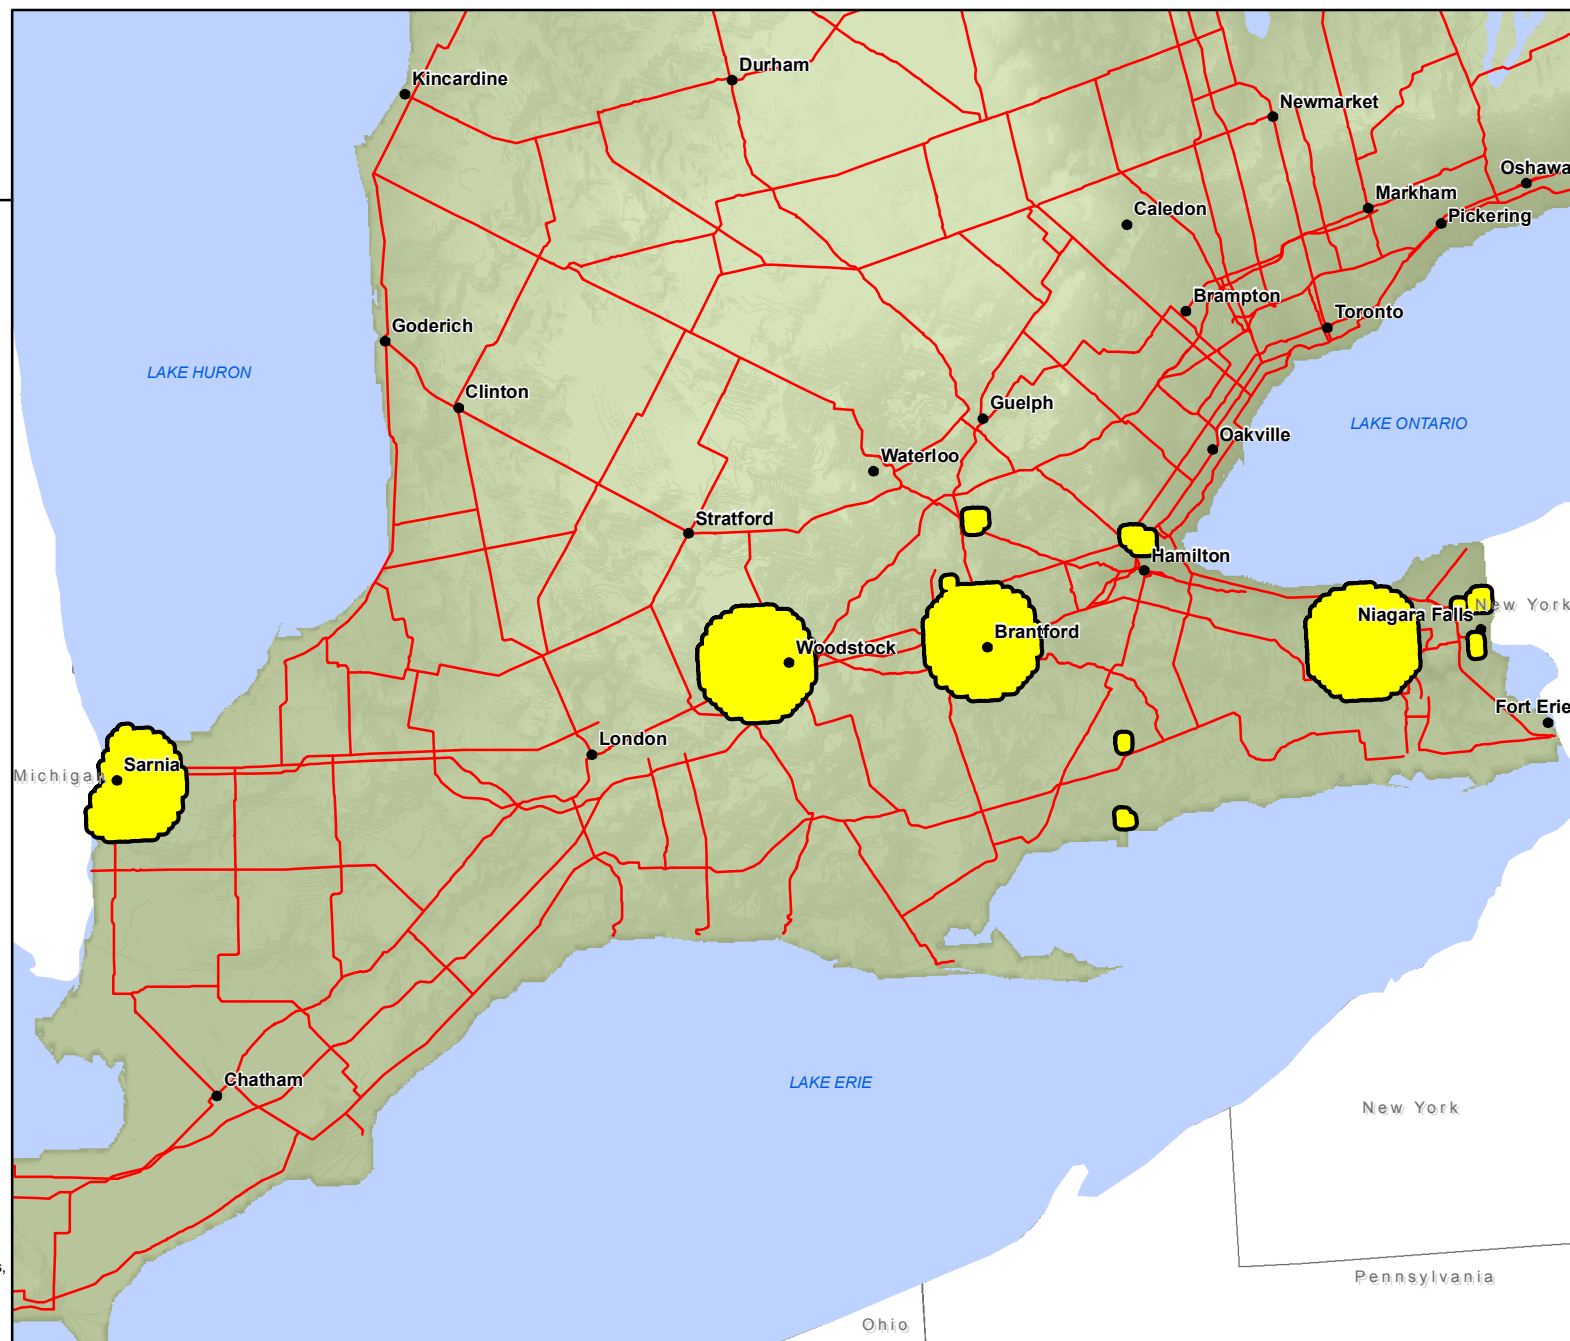 Durham
Kincardine
Newmarket
Oshawa
Markham
Caledon
Pickering
Brampton
Toronto
Goderich
LAKE HURON
Clinton
Guelph
LAKE ONTARIO
Oakville
Waterloo
Stratford
Hamilton
New York
Niagara Falls
Brantford
Woodstock
Fort Erie
London
Sarnia
Michigan
Chatham
LAKE ERIE
New York
s,
Pennsylvania
Ohio